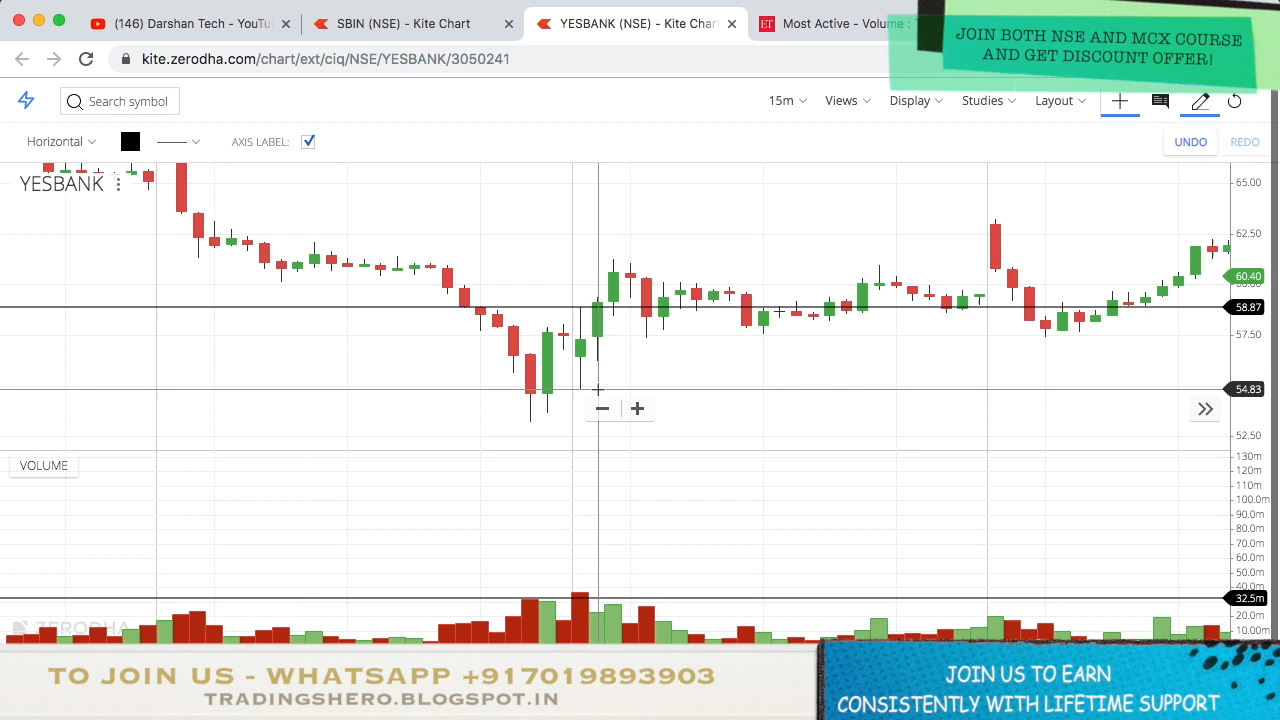 (146) Darshan Tech - YouTu
SBIN (NSE) - Kite Chart
YESBANK (NSE) - Kite Char
ET Most Active - Volume :
JOIN BOTH NSE AND MCX COURSE
AND GET DISCOUNT OFFER!
kite.zerodha.com/chart/ext/ciq/NSE/YESBANK/3050241
Search symbol
15m Views Display Studies Layout
Horizontal AXIS LABEL: UNDO REDO
YESBANK
65.00
62.50
60.40
60.00
58.87
57.50
54.83
52.50
VOLUME
130m
120m
110m
100.0m
90.0m
80.0m
70.0m
60.0m
50.0m
40.0m
32.5m
20.00m
10.00m
ZERODHA
TO JOIN US - WHATSAPP +917019893903
TRADINGSHERO.BLOGSPOT.IN
JOIN US TO EARN
CONSISTENTLY WITH LIFETIME SUPPORT